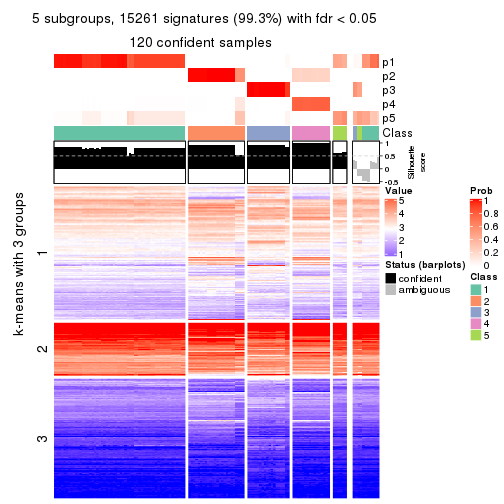 5 subgroups, 15261 signatures (99.3%) with fdr < 0.05
120 confident samples
p1
p2
p3
p4
p5
Class
1
0.5
0
-0.5
Silhouette
score
k-means with 3 groups
1
2
3
Value
5
4
3
2
1
Status (barplots)
confident
ambiguous
Prob
1
0.8
0.6
0.4
0.2
0
Class
1
2
3
4
5